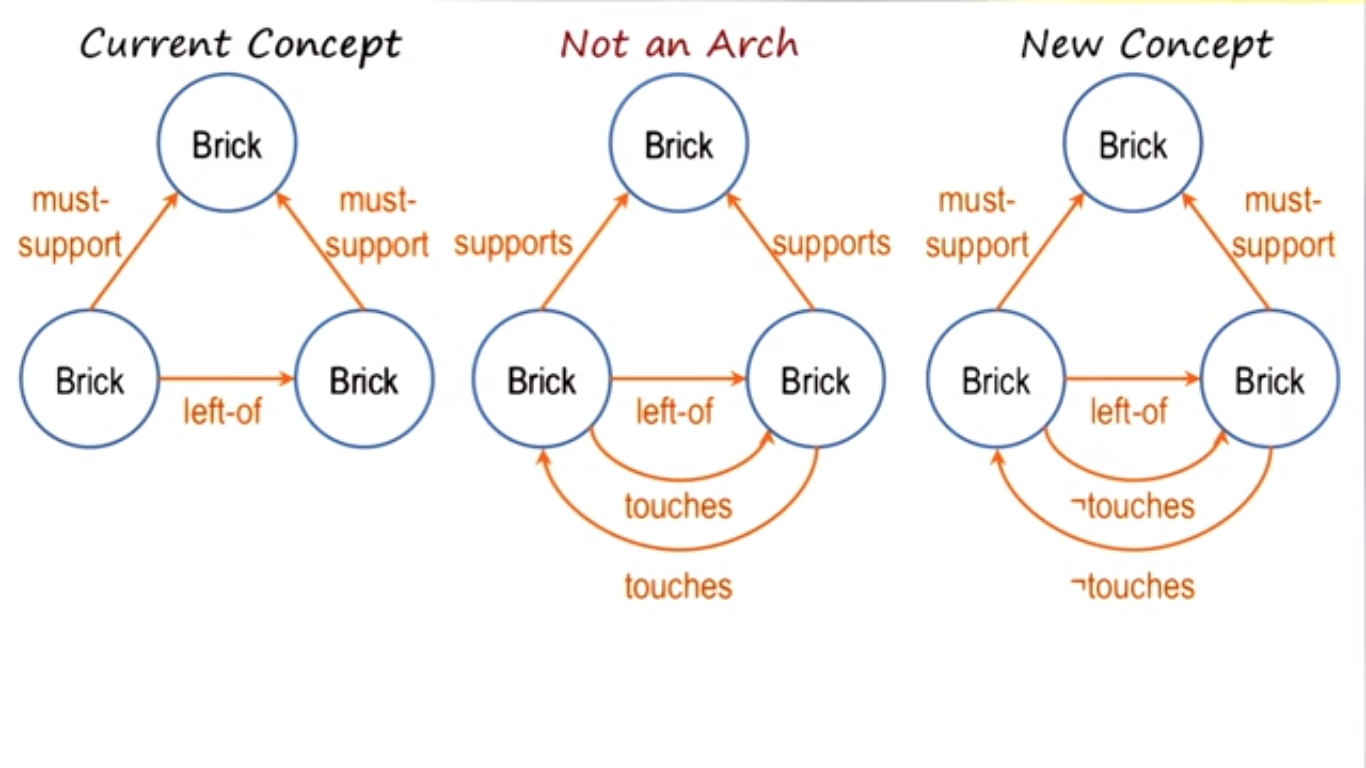 Current Concept
Brick
must-
support
must-
support
Brick
left-of
Brick
Not an Arch
Brick
supports
supports
Brick
left-of
Brick
touches
touches
New Concept
Brick
must-
support
must-
support
Brick
left-of
Brick
¬touches
¬touches